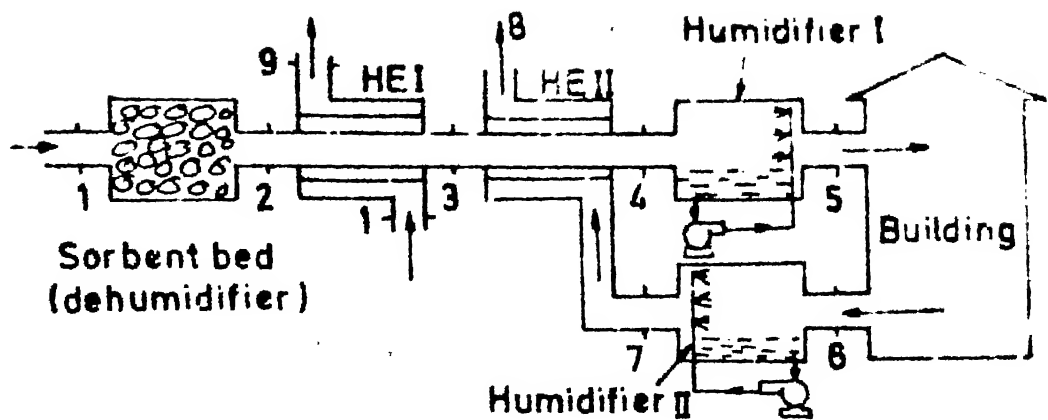 8
Humidifier I
9
HE I
HE II
1
2
1
3
4
5
Building
Sorbent bed
(dehumidifier)
7
6
Humidifier II